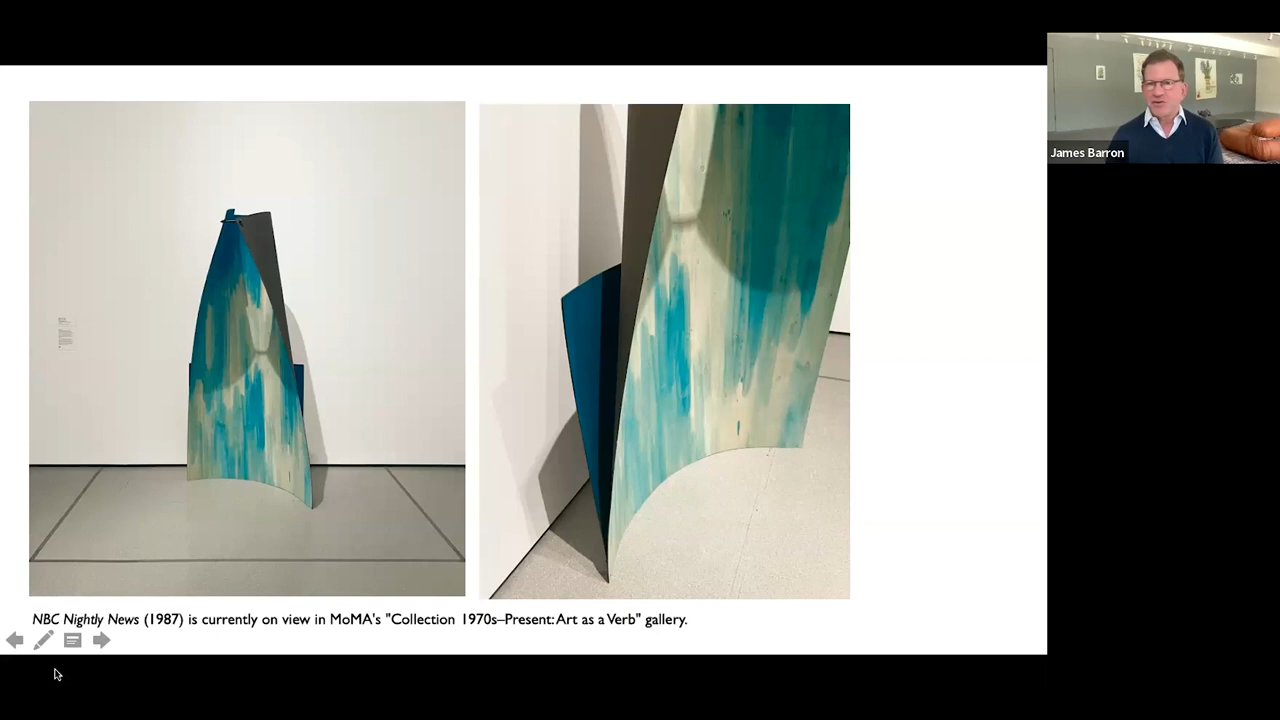 James Barron
NBC Nightly News (1987) is currently on view in MoMA's "Collection 1970s–Present: Art as a Verb" gallery.